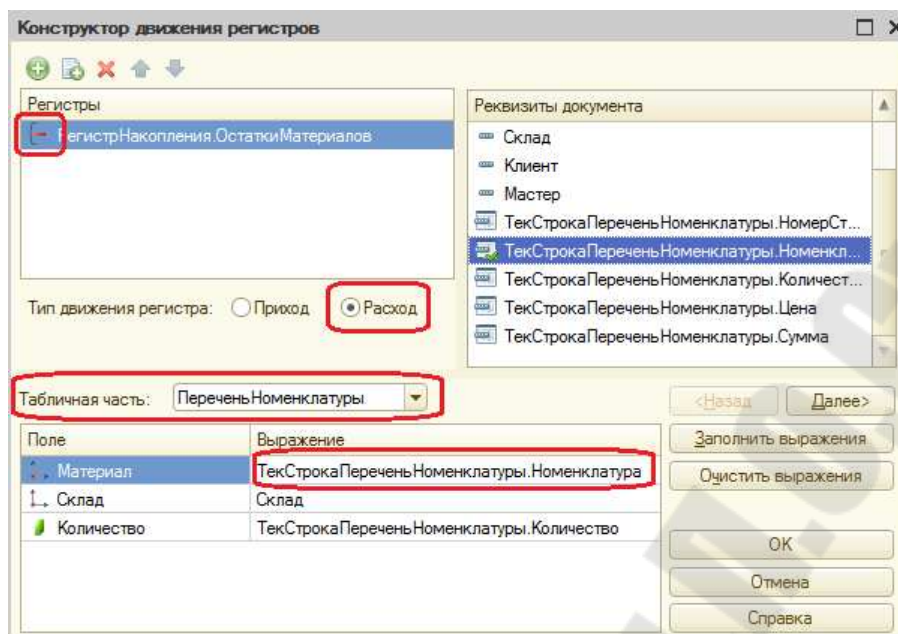 Конструктор движения регистров
Регистры
РегистрНакопления.ОстаткиМатериалов
Реквизиты документа
Склад
Клиент
Мастер
ТекСтрокаПереченьНоменклатуры.НомерСт...
ТекСтрокаПереченьНоменклатуры.Номенкл...
ТекСтрокаПереченьНоменклатуры.Количест...
ТекСтрокаПереченьНоменклатуры.Цена
ТекСтрокаПереченьНоменклатуры.Сумма
Тип движения регистра: Приход Расход
Табличная часть: ПереченьНоменклатуры
<Назад Далее>
Поле Выражение
Материал ТекСтрокаПереченьНоменклатуры.Номенклатура
Склад Склад
Количество ТекСтрокаПереченьНоменклатуры.Количество
Заполнить выражения
Очистить выражения
ОК
Отмена
Справка